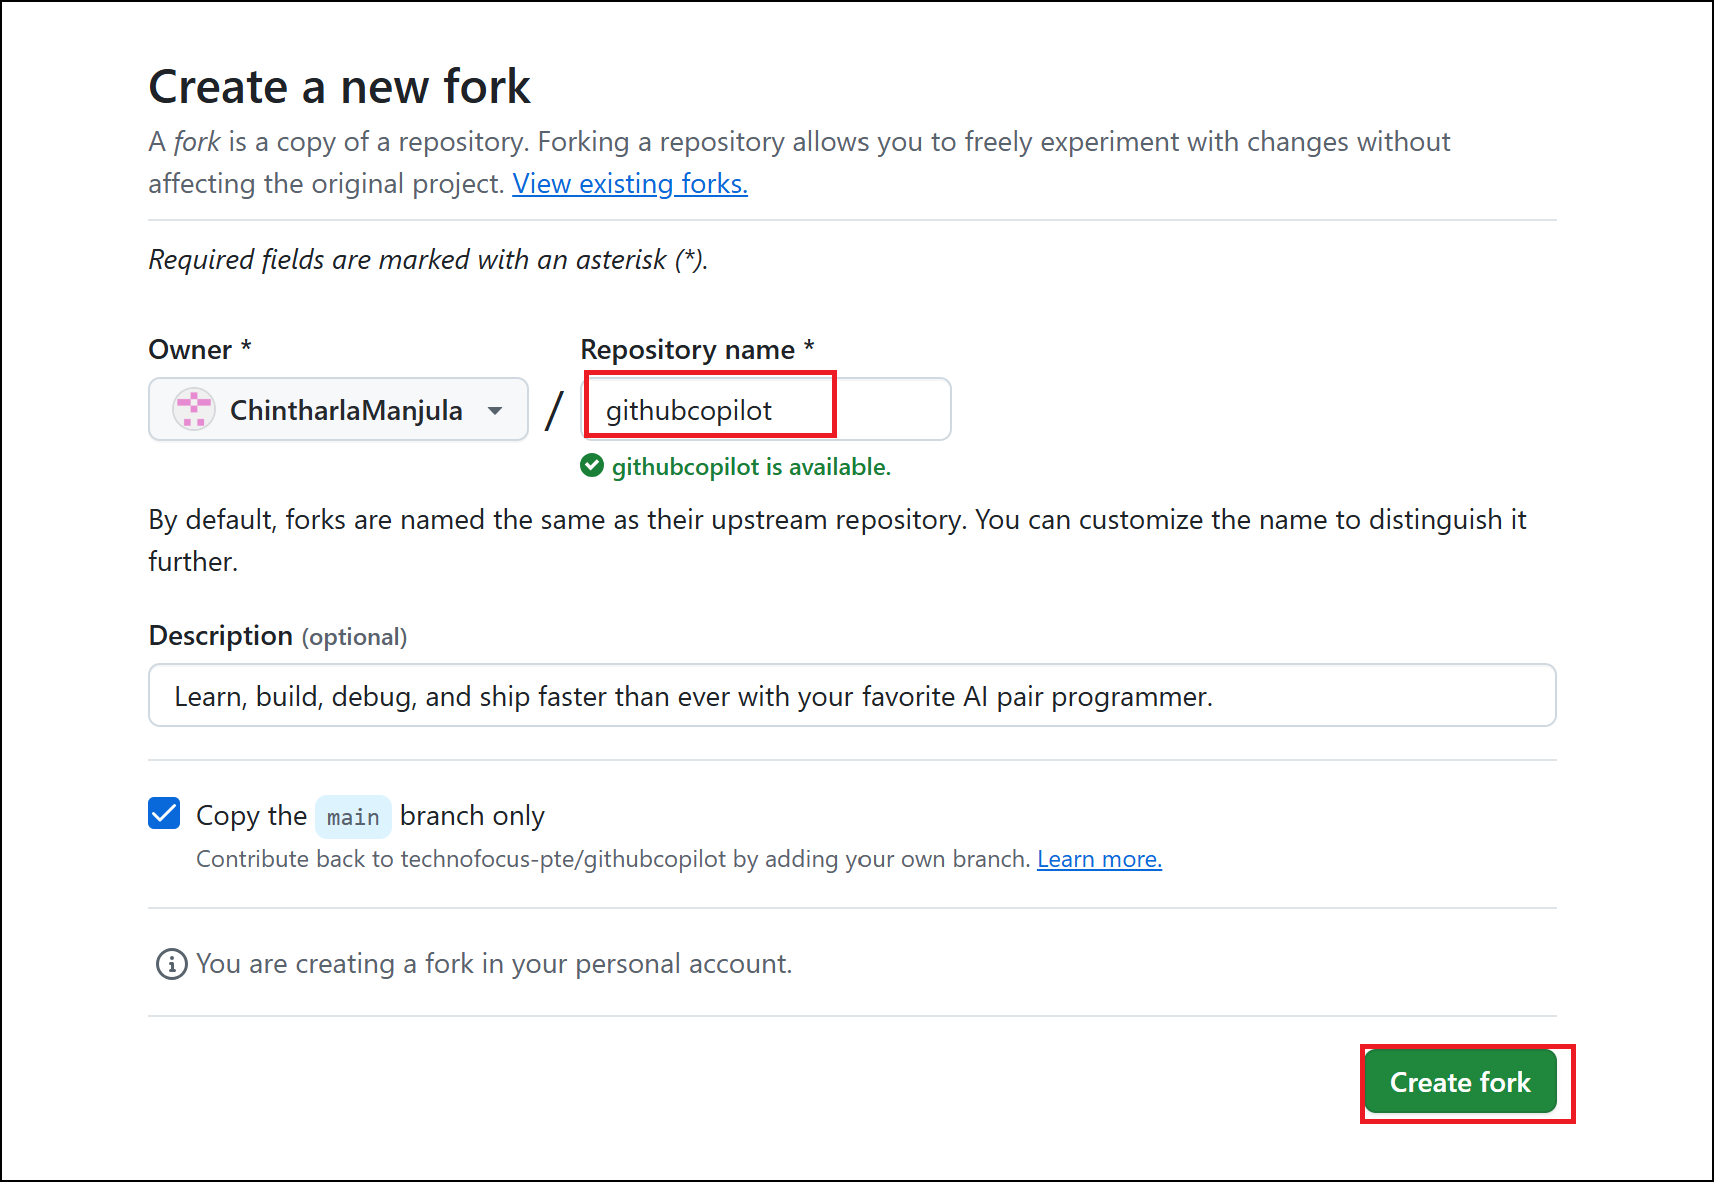 Create a new fork
A fork is a copy of a repository. Forking a repository allows you to freely experiment with changes without
affecting the original project. View existing forks.
Required fields are marked with an asterisk (*).
Owner * Repository name *
ChintharlaManjula / githubcopilot
githubcopilot is available.
By default, forks are named the same as their upstream repository. You can customize the name to distinguish it
further.
Description (optional)
Learn, build, debug, and ship faster than ever with your favorite AI pair programmer.
Copy the main branch only
Contribute back to technofocus-pte/githubcopilot by adding your own branch. Learn more.
You are creating a fork in your personal account.
Create fork